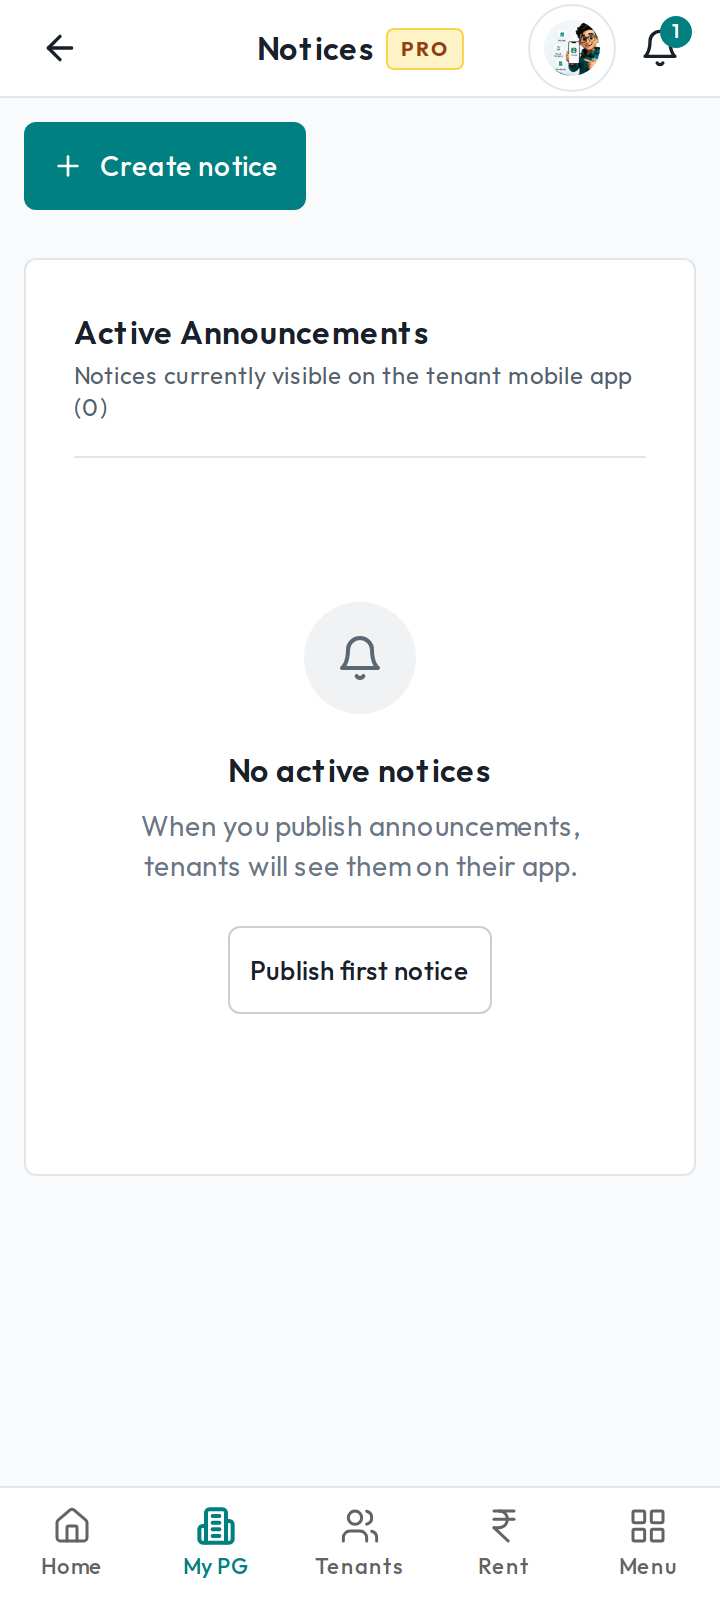 Notices
PRO
1
Create notice
Active Announcements
Notices currently visible on the tenant mobile app
(0)
No active notices
When you publish announcements,
tenants will see them on their app.
Publish first notice
Home
My PG
Tenants
Rent
Menu